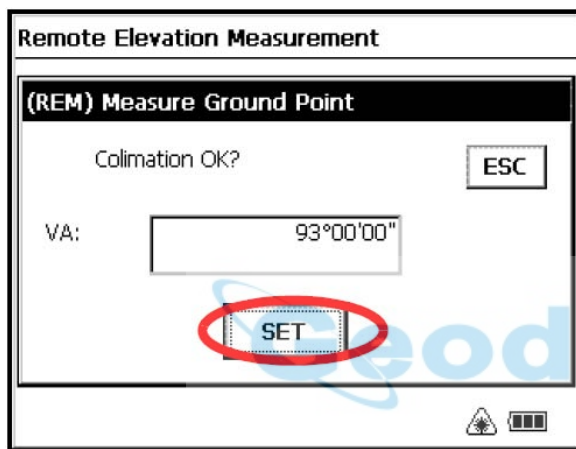 Remote Elevation Measurement
(REM) Measure Ground Point
Colimation OK?
ESC
VA: 93°00'00"
SET
Geod